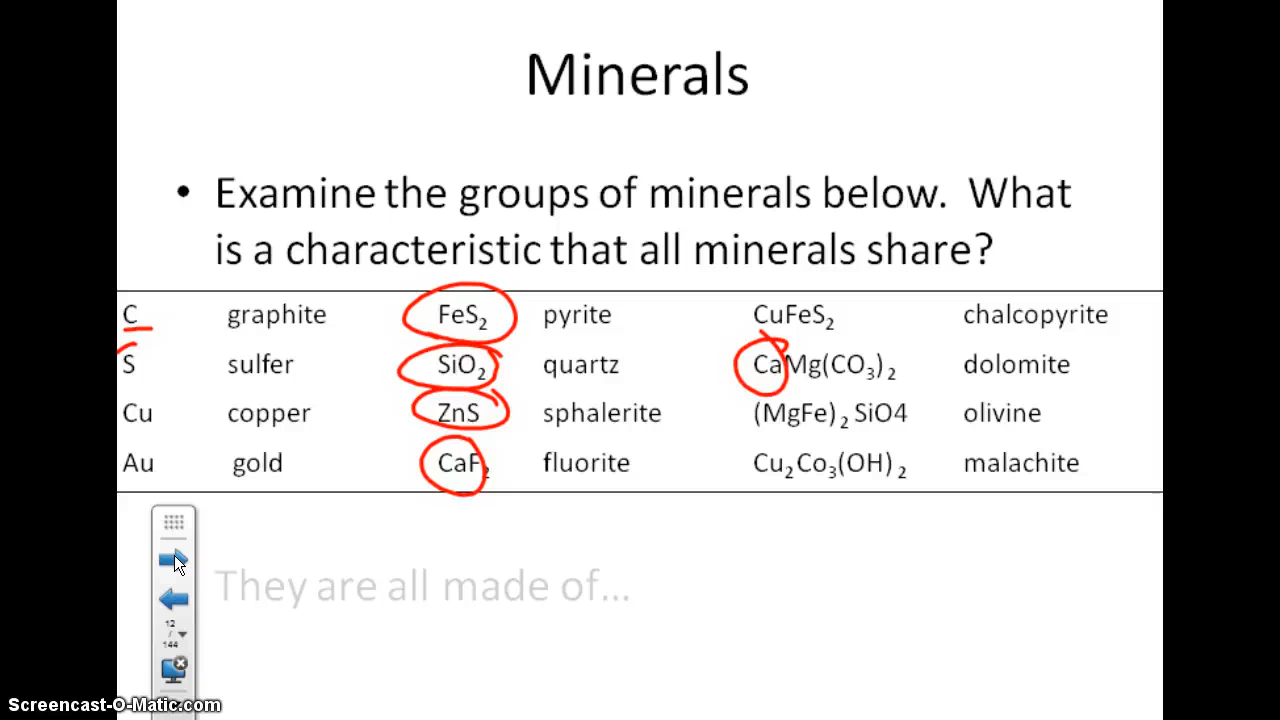 Minerals
• Examine the groups of minerals below. What
is a characteristic that all minerals share?
C graphite FeS₂ pyrite CuFeS₂ chalcopyrite
S sulfer SiO₂ quartz CaMg(CO₃)₂ dolomite
Cu copper ZnS sphalerite (MgFe)₂ SiO4 olivine
Au gold CaF₂ fluorite Cu₂Co₃(OH)₂ malachite
They are all made of...
12
/
144
Screencast-O-Matic.com